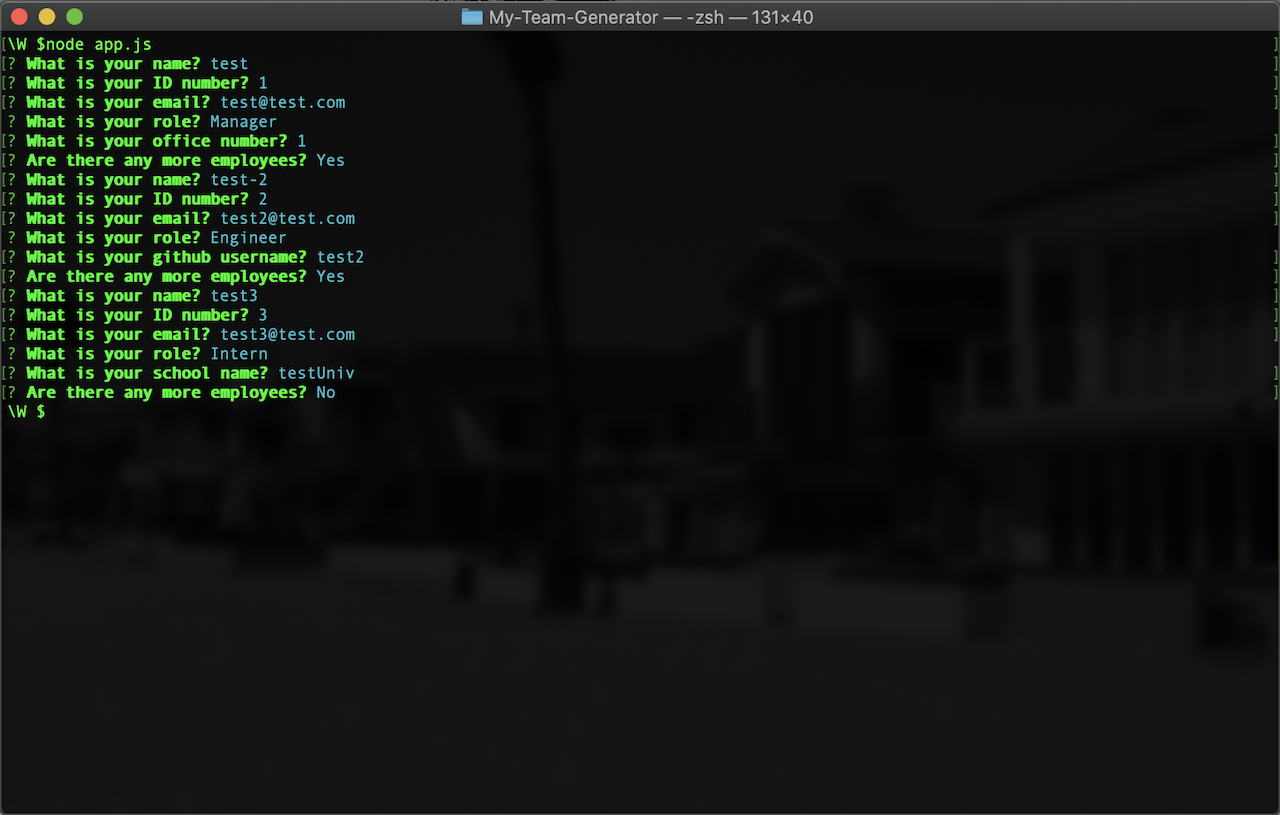 My-Team-Generator — -zsh — 131×40
[\W $node app.js ]
[? What is your name? test ]
[? What is your ID number? 1 ]
[? What is your email? test@test.com ]
? What is your role? Manager
[? What is your office number? 1 ]
[? Are there any more employees? Yes ]
[? What is your name? test-2 ]
[? What is your ID number? 2 ]
[? What is your email? test2@test.com ]
? What is your role? Engineer
[? What is your github username? test2 ]
[? Are there any more employees? Yes ]
[? What is your name? test3 ]
[? What is your ID number? 3 ]
[? What is your email? test3@test.com ]
? What is your role? Intern
[? What is your school name? testUniv ]
[? Are there any more employees? No ]
\W $